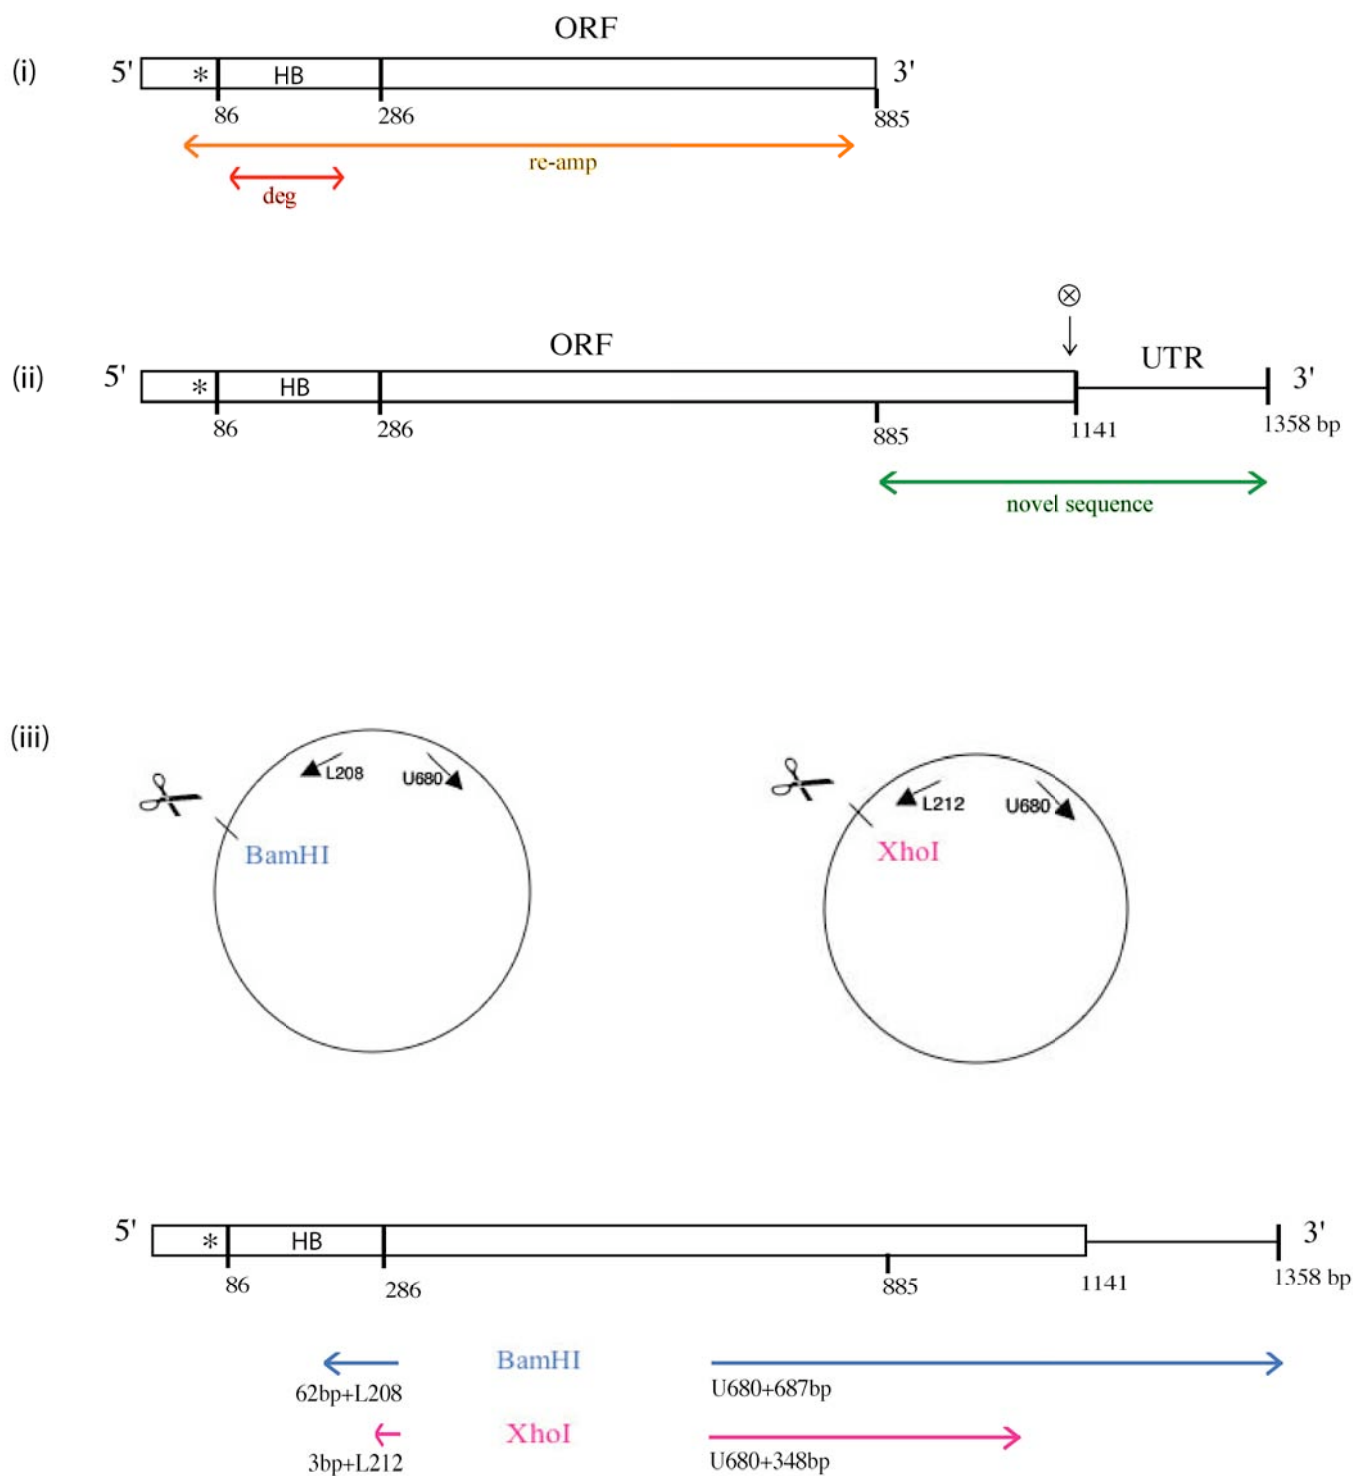 ORF
(i) 5' * HB 3'
86 286 885
re-amp
deg
⊗
ORF UTR
(ii) 5' * HB 3'
86 286 885 1141 1358 bp
novel sequence
(iii)
L208 U680 L212 U680
BamHI XhoI
5' * HB 3'
86 286 885 1141 1358 bp
BamHI
62bp+L208 U680+687bp
XhoI
3bp+L212 U680+348bp